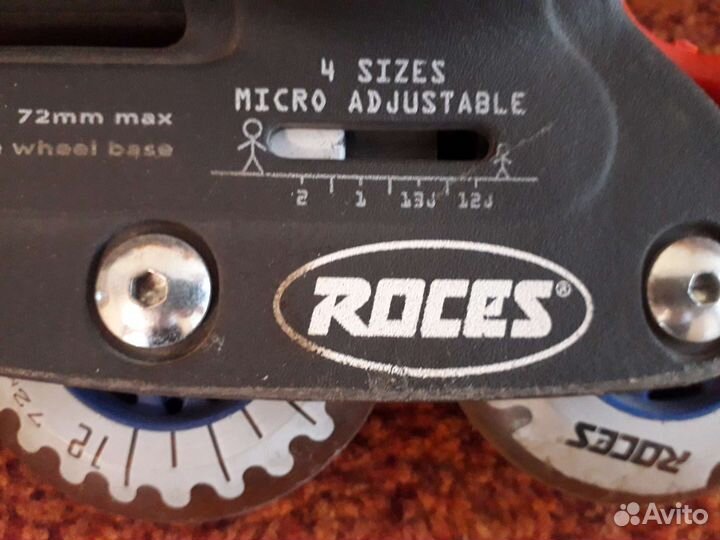 4 SIZES
MICRO ADJUSTABLE
72mm max
wheel base
2 1 13J 12J
ROCES®
72
ROCES
Avito